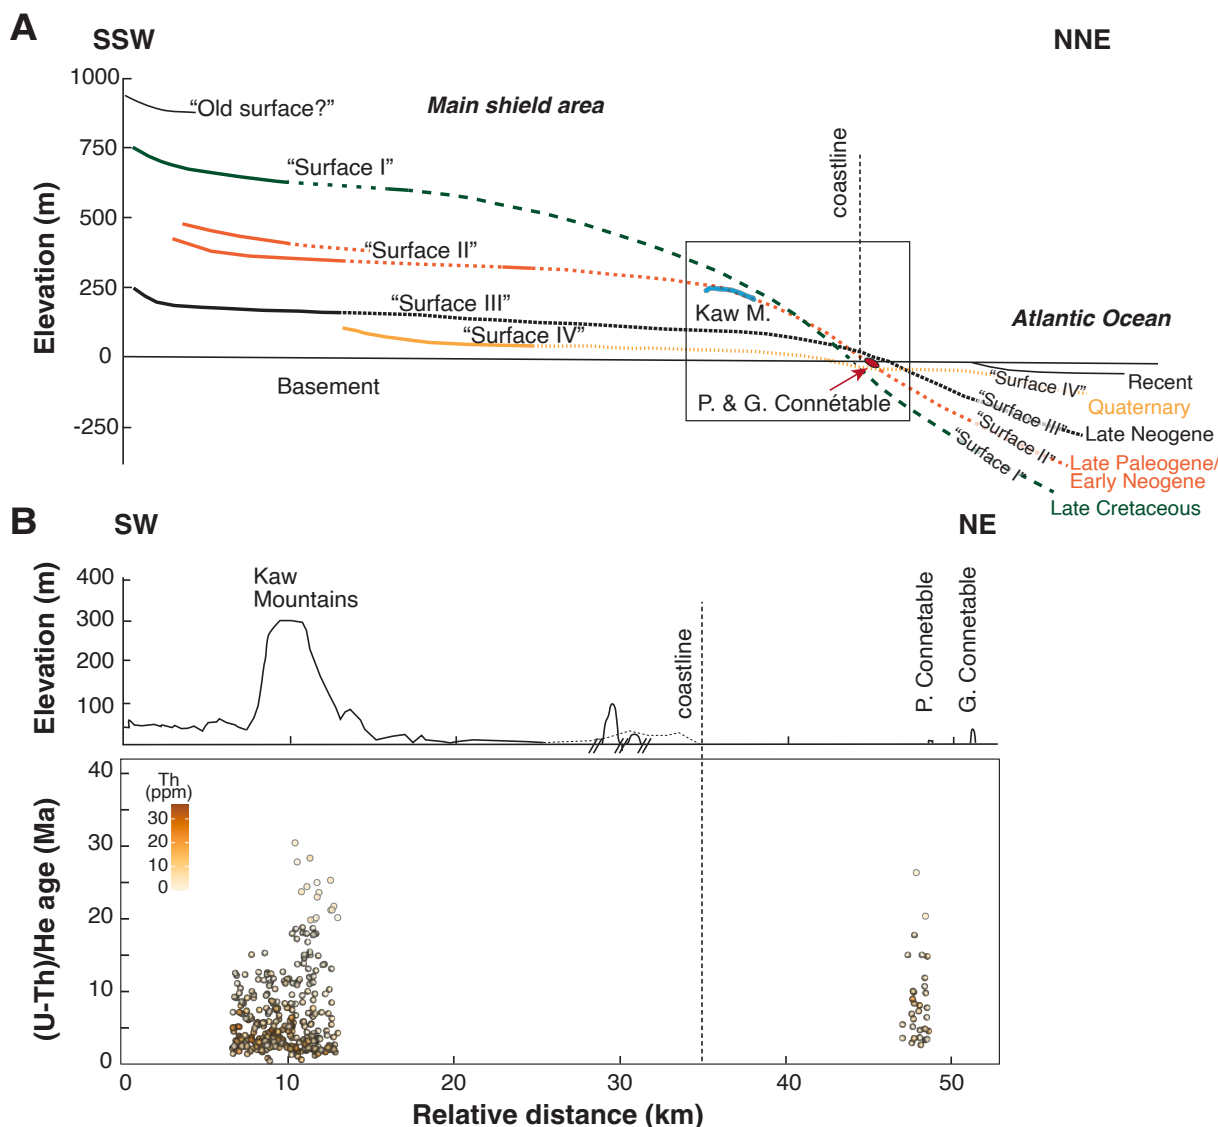 A
SSW
NNE
1000
750
500
250
0
-250
Elevation (m)
“Old surface?”
Main shield area
“Surface I”
“Surface II”
“Surface III”
“Surface IV”
coastline
Kaw M.
Atlantic Ocean
Basement
P. & G. Connétable
“Surface IV”
“Surface III”
“Surface II”
“Surface I”
Recent
Quaternary
Late Neogene
Late Paleogene/
Early Neogene
Late Cretaceous
B
SW
NE
400
300
200
100
Elevation (m)
Kaw
Mountains
coastline
P. Connetable
G. Connetable
40
30
20
10
0
(U-Th)/He age (Ma)
Th
(ppm)
30
20
10
0
0
10
20
30
40
50
Relative distance (km)